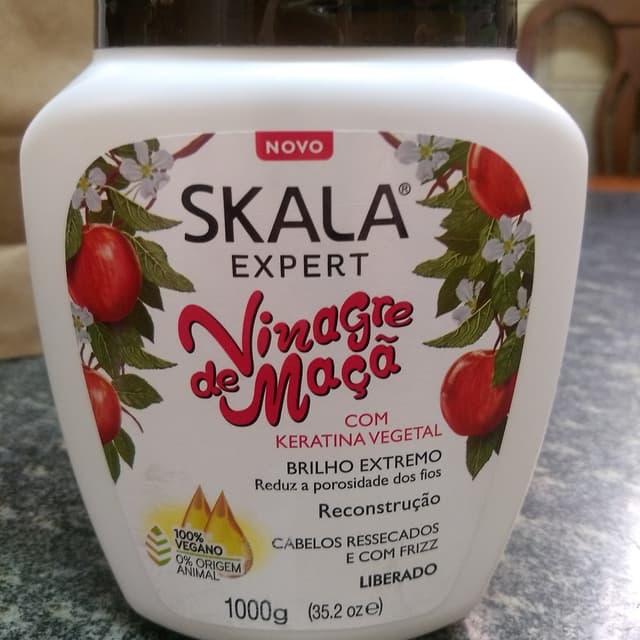 NOVO
SKALA®
EXPERT
Vinagre
de Maçã
COM
KERATINA VEGETAL
BRILHO EXTREMO
Reduz a porosidade dos fios
Reconstrução
CABELOS RESSECADOS
E COM FRIZZ
LIBERADO
100%
VEGANO
0% ORIGEM
ANIMAL
1000g (35.2 oz℮)